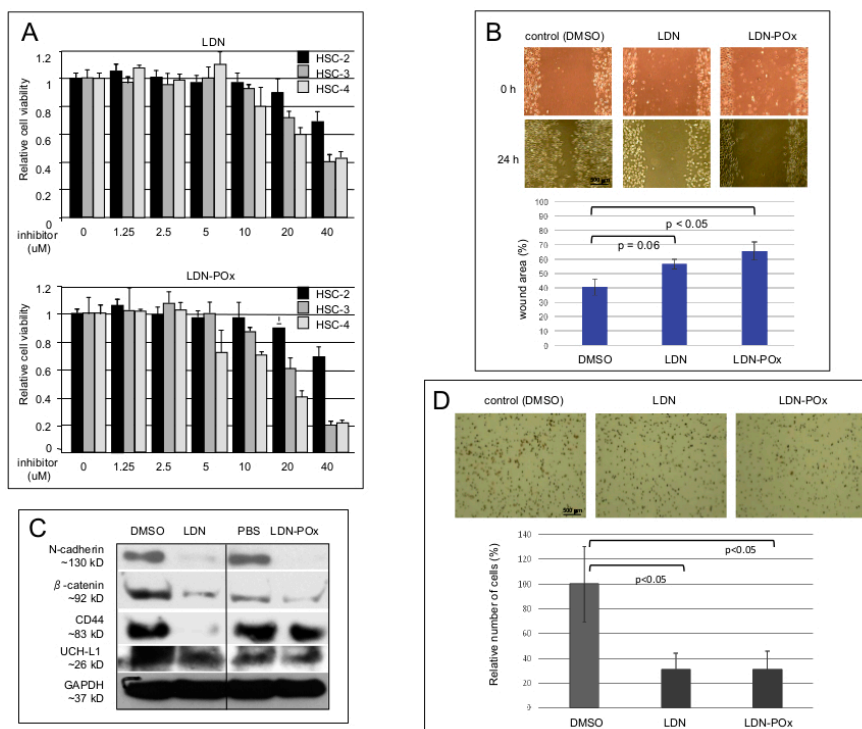 A
LDN
HSC-2
HSC-3
HSC-4
Relative cell viability
1.2
1.0
0.8
0.6
0.4
0.2
0
inhibitor
(uM)
0 1.25 2.5 5 10 20 40
LDN-POx
HSC-2
HSC-3
HSC-4
Relative cell viability
1.2
1.0
0.8
0.6
0.4
0.2
0
inhibitor
(uM)
0 1.25 2.5 5 10 20 40
B
control (DMSO) LDN LDN-POx
0 h
24 h
500 µm
wound area (%)
100
90
80
70
60
50
40
30
20
10
0
p < 0.05
p = 0.06
DMSO LDN LDN-POx
C
DMSO LDN PBS LDN-POx
N-cadherin
~130 kD
β-catenin
~92 kD
CD44
~83 kD
UCH-L1
~26 kD
GAPDH
~37 kD
D
control (DMSO) LDN LDN-POx
500 µm
Relative number of cells (%)
140
120
100
80
60
40
20
0
p<0.05
p<0.05
DMSO LDN LDN-POx